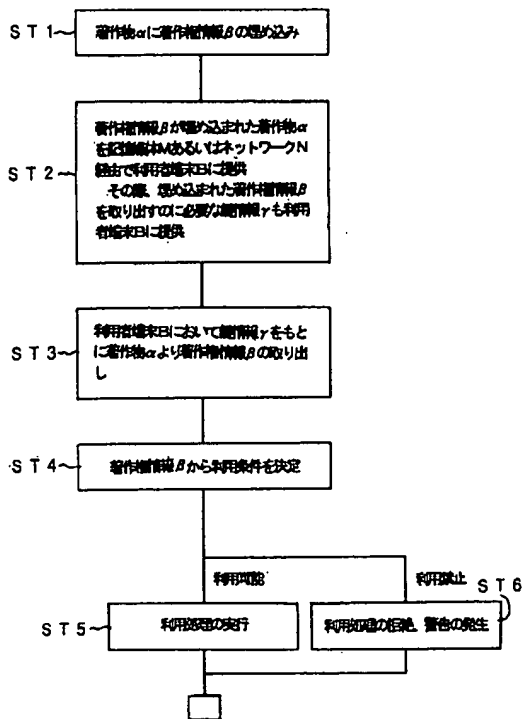 ST1
著作物αに著作権情報βの埋め込み
ST2
著作権情報βが埋め込まれた著作物α
を記憶媒体MあるいはネットワークN
経由で利用者端末Bに提供
その際、埋め込まれた著作権情報β
を取り出すのに必要な鍵情報γも利用
者端末Bに提供
ST3
利用者端末Bにおいて鍵情報γをもと
に著作物αより著作権情報βの取り出
し
ST4
著作権情報βから利用条件を決定
利用可能
利用禁止
ST6
ST5
利用処理の実行
利用処理の拒絶、警告の発生